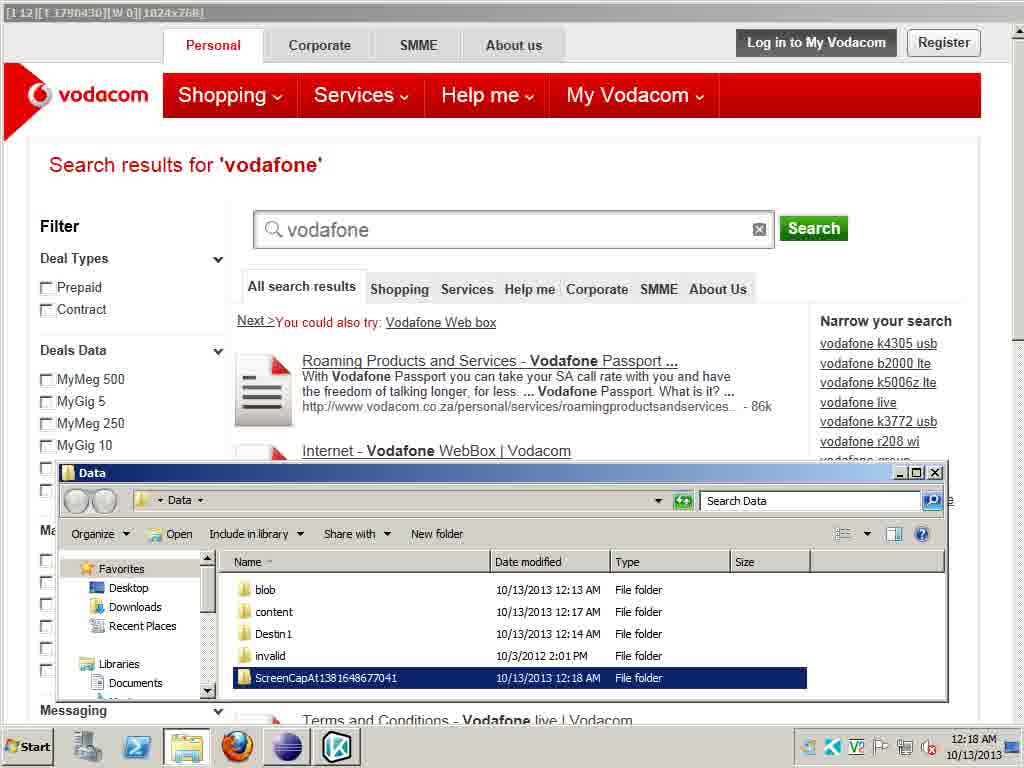 [I 12][T 1790430][W 0][1024x768]
Personal Corporate SMME About us Log in to My Vodacom Register
vodacom Shopping Services Help me My Vodacom
Search results for 'vodafone'
Filter
vodafone Search
Deal Types
Prepaid
Contract
Deals Data
MyMeg 500
MyGig 5
MyMeg 250
MyGig 10
All search results Shopping Services Help me Corporate SMME About Us
Next >You could also try: Vodafone Web box
Roaming Products and Services - Vodafone Passport ...
With Vodafone Passport you can take your SA call rate with you and have
the freedom of talking longer, for less. ... Vodafone Passport. What is it? ...
http://www.vodacom.co.za/personal/services/roamingproductsandservices... - 86k
Internet - Vodafone WebBox | Vodacom
Narrow your search
vodafone k4305 usb
vodafone b2000 lte
vodafone k5006z lte
vodafone live
vodafone k3772 usb
vodafone r208 wi
vodafone group
Data
Data Search Data
Organize Open Include in library Share with New folder
Favorites
Desktop
Downloads
Recent Places
Libraries
Documents
Name Date modified Type Size
blob 10/13/2013 12:13 AM File folder
content 10/13/2013 12:17 AM File folder
Destin1 10/13/2013 12:14 AM File folder
invalid 10/3/2012 2:01 PM File folder
ScreenCapAt1381648677041 10/13/2013 12:18 AM File folder
Ma
Messaging
Terms and Conditions - Vodafone live | Vodacom
Start
12:18 AM
10/13/2013